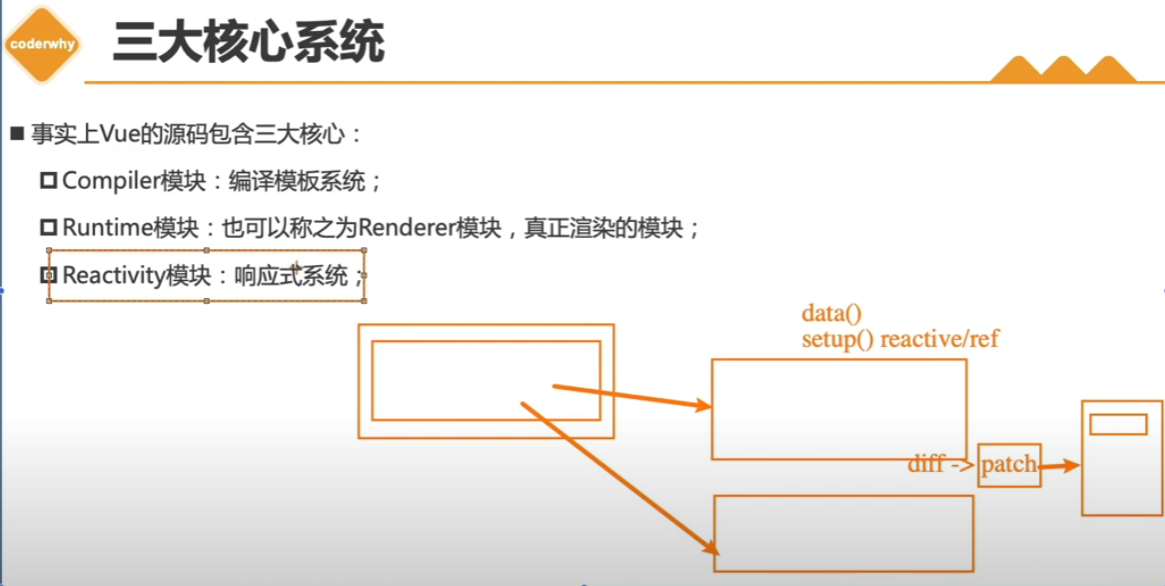 coderwhy
三大核心系统
■ 事实上Vue的源码包含三大核心：
Compiler模块：编译模板系统；
Runtime模块：也可以称之为Renderer模块，真正渲染的模块；
Reactivity模块：响应式系统；
data()
setup() reactive/ref
diff -> patch